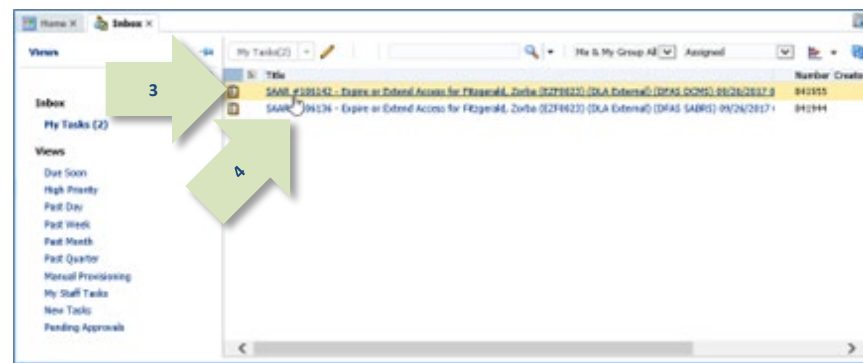 Home × Inbox ×
Views My Tasks(2) Me & My Group All Assigned
Title Number Creator
3
SAAR #106142 - Expire or Extend Access for Fitzgerald, Zorba (EZF0023) (DLA External) (DFAS DCMS) 09/26/2017 841955
Inbox
SAAR 06136 - Expire or Extend Access for Fitzgerald, Zorba (EZF0023) (DLA External) (DFAS SABRS) 09/26/2017 841944
My Tasks (2)
Views
4
Due Soon
High Priority
Past Day
Past Week
Past Month
Past Quarter
Manual Provisioning
My Staff Tasks
New Tasks
Pending Approvals